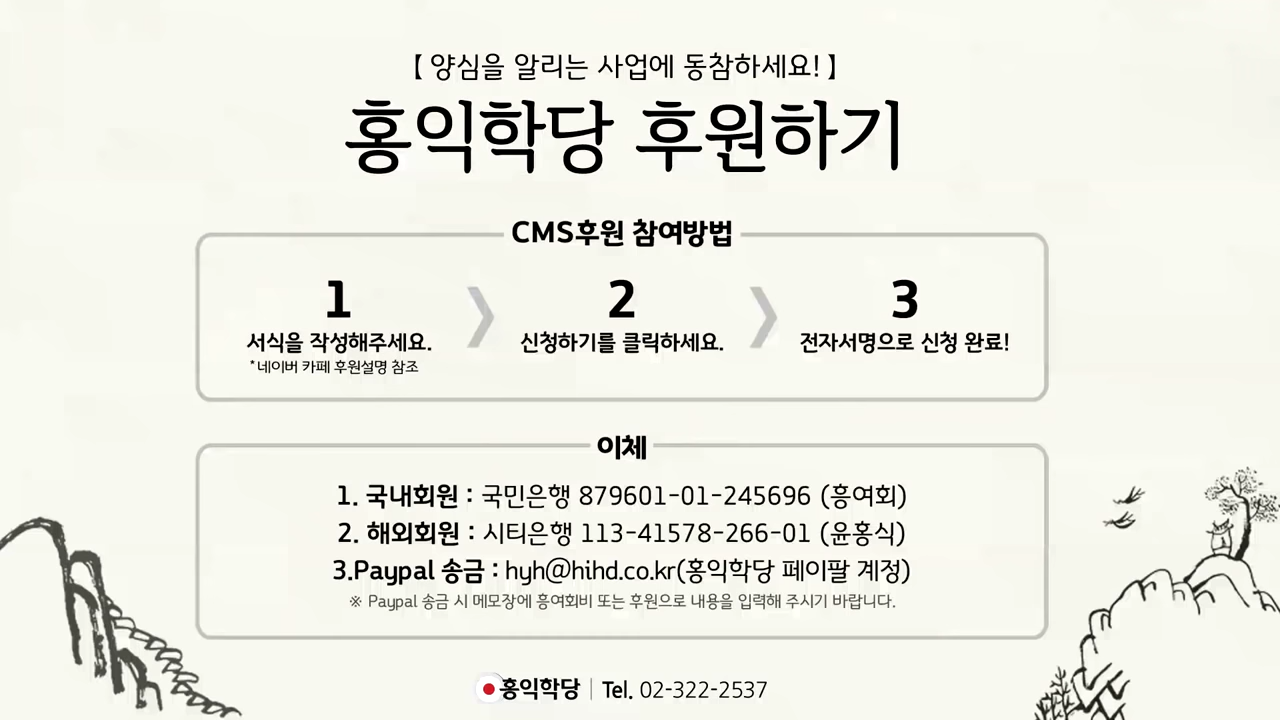 【 양심을 알리는 사업에 동참하세요! 】
홍익학당 후원하기
CMS후원 참여방법
1
서식을 작성해주세요.
*네이버 카페 후원설명 참조
2
신청하기를 클릭하세요.
3
전자서명으로 신청 완료!
이체
1. 국내회원 : 국민은행 879601-01-245696 (흥여회)
2. 해외회원 : 시티은행 113-41578-266-01 (윤홍식)
3.Paypal 송금 : hyh@hihd.co.kr(홍익학당 페이팔 계정)
※ Paypal 송금 시 메모장에 흥여회비 또는 후원으로 내용을 입력해 주시기 바랍니다.
홍익학당 | Tel. 02-322-2537